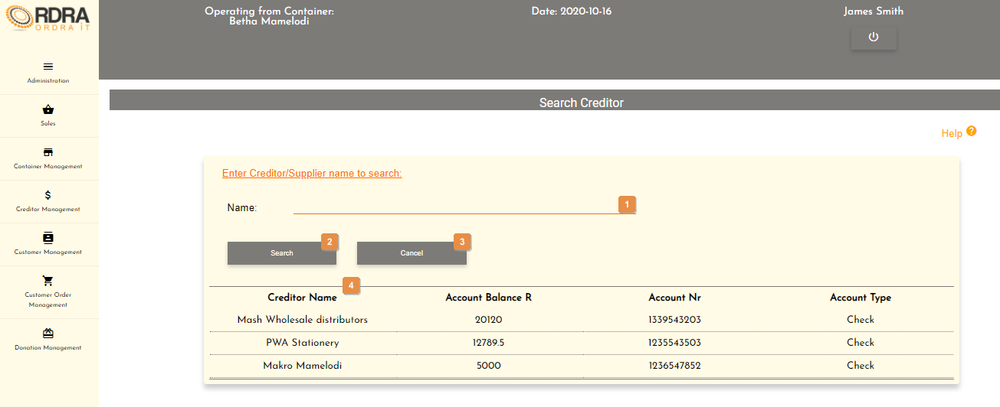 RDRA
ORDRA IT
Operating from Container:
Betha Mamelodi
Date: 2020-10-16
James Smith
Administration
Sales
Container Management
Creditor Management
Customer Management
Customer Order
Management
Donation Management
Search Creditor
Help ?
Enter Creditor/Supplier name to search:
Name: 1
Search 2 Cancel 3
4
Creditor Name Account Balance R Account Nr Account Type
Mash Wholesale distributors 20120 1339543203 Check
PWA Stationery 12789.5 1235543503 Check
Makro Mamelodi 5000 1236547852 Check